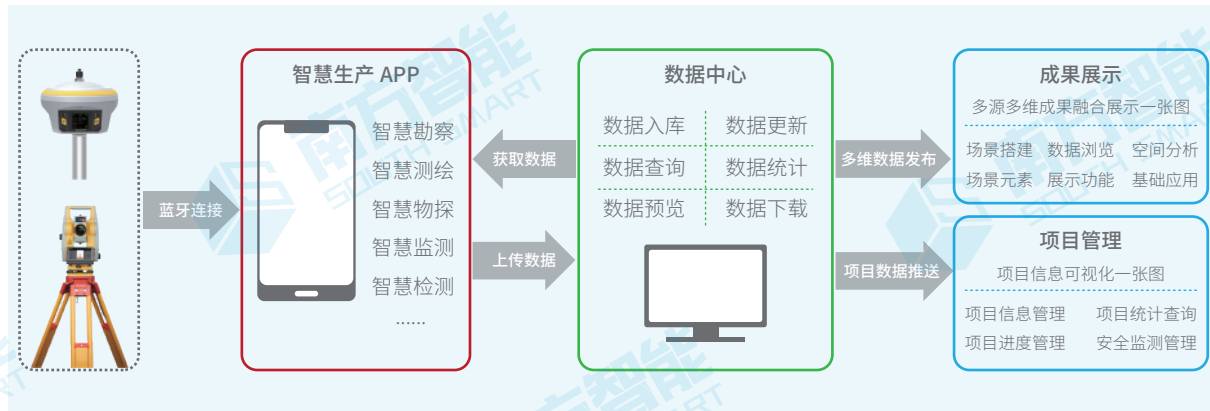 蓝牙连接
智慧生产 APP
智慧勘察
智慧测绘
智慧物探
智慧监测
智慧检测
……
获取数据
上传数据
数据中心
数据入库 数据更新
数据查询 数据统计
数据预览 数据下载
多维数据发布
项目数据推送
成果展示
多源多维成果融合展示一张图
场景搭建 数据浏览 空间分析
场景元素 展示功能 基础应用
项目管理
项目信息可视化一张图
项目信息管理 项目统计查询
项目进度管理 安全监测管理
南方智能
SOUTH SMART